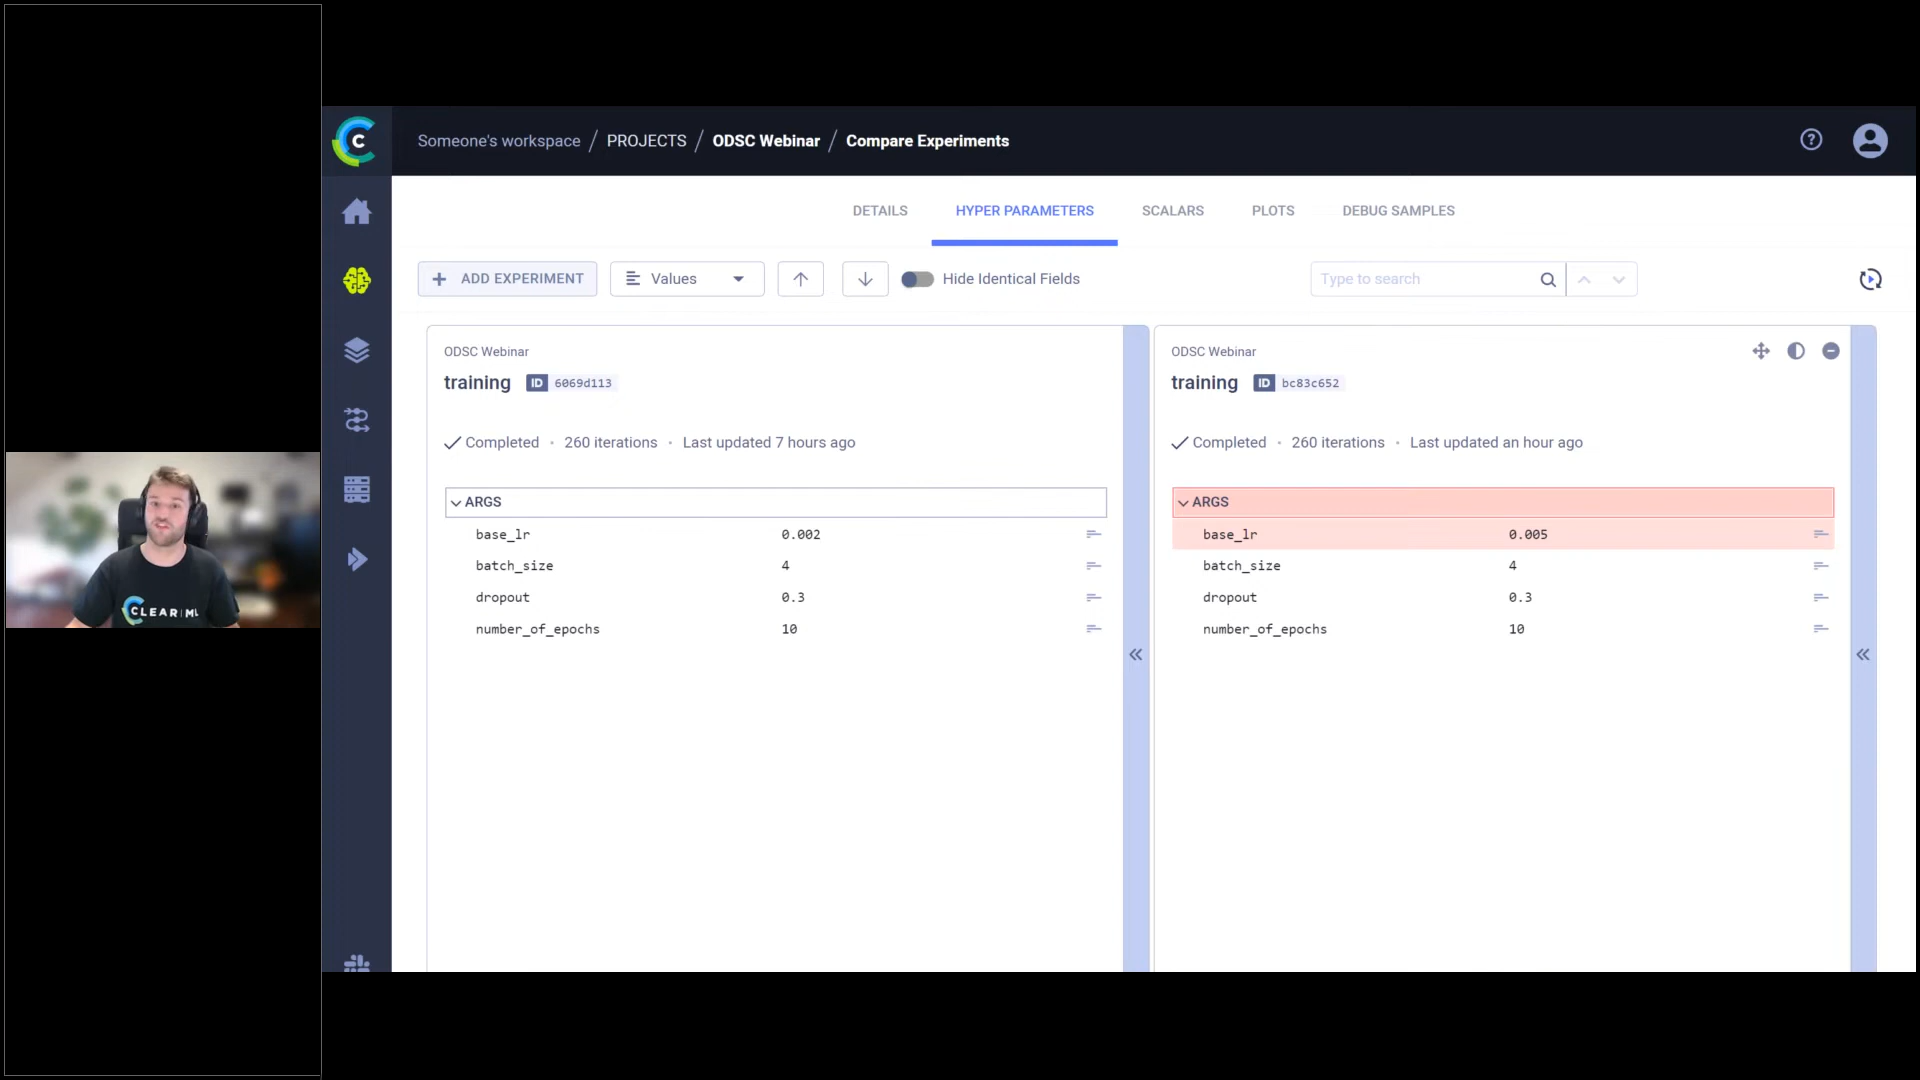 C
Someone's workspace / PROJECTS / ODSC Webinar / Compare Experiments
?
DETAILS HYPER PARAMETERS SCALARS PLOTS DEBUG SAMPLES
+ ADD EXPERIMENT Values Hide Identical Fields Type to search
ODSC Webinar
training ID 6069d113
Completed · 260 iterations · Last updated 7 hours ago
ARGS
base_lr 0.002
batch_size 4
dropout 0.3
number_of_epochs 10
ODSC Webinar
training ID bc83c652
Completed · 260 iterations · Last updated an hour ago
ARGS
base_lr 0.005
batch_size 4
dropout 0.3
number_of_epochs 10
CLEAR|ML